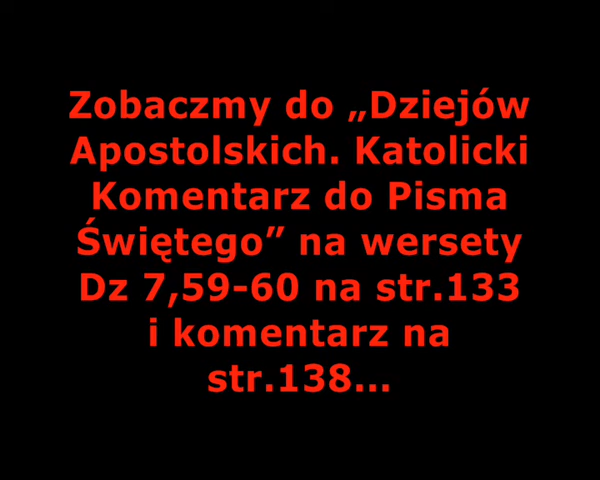 Zobaczmy do „Dziejów
Apostolskich. Katolicki
Komentarz do Pisma
Świętego” na wersety
Dz 7,59-60 na str.133
i komentarz na
str.138...